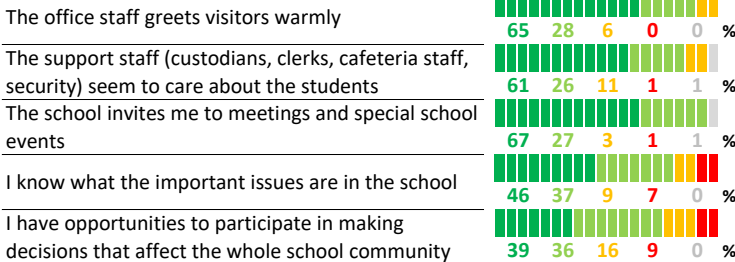 The office staff greets visitors warmly
65 28 6 0 0 %
The support staff (custodians, clerks, cafeteria staff,
security) seem to care about the students
61 26 11 1 1 %
The school invites me to meetings and special school
events
67 27 3 1 1 %
I know what the important issues are in the school
46 37 9 7 0 %
I have opportunities to participate in making
decisions that affect the whole school community
39 36 16 9 0 %